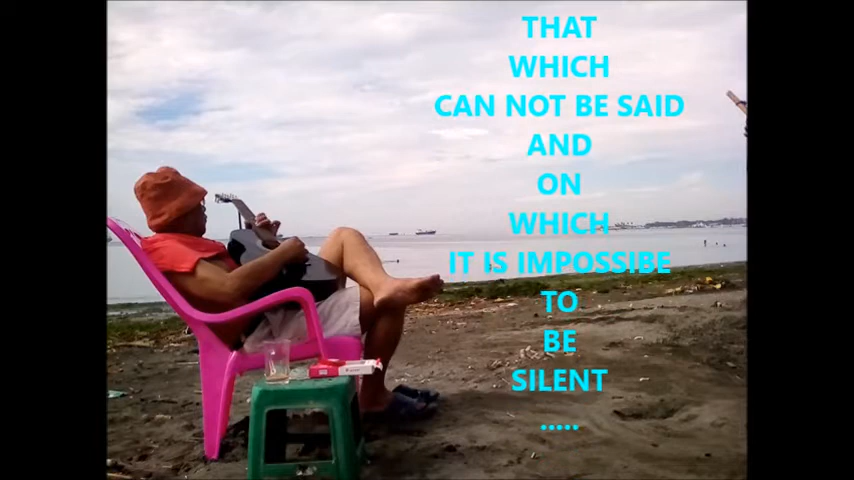 THAT
WHICH
CAN NOT BE SAID
AND
ON
WHICH
IT IS IMPOSSIBE
TO
BE
SILENT
.....